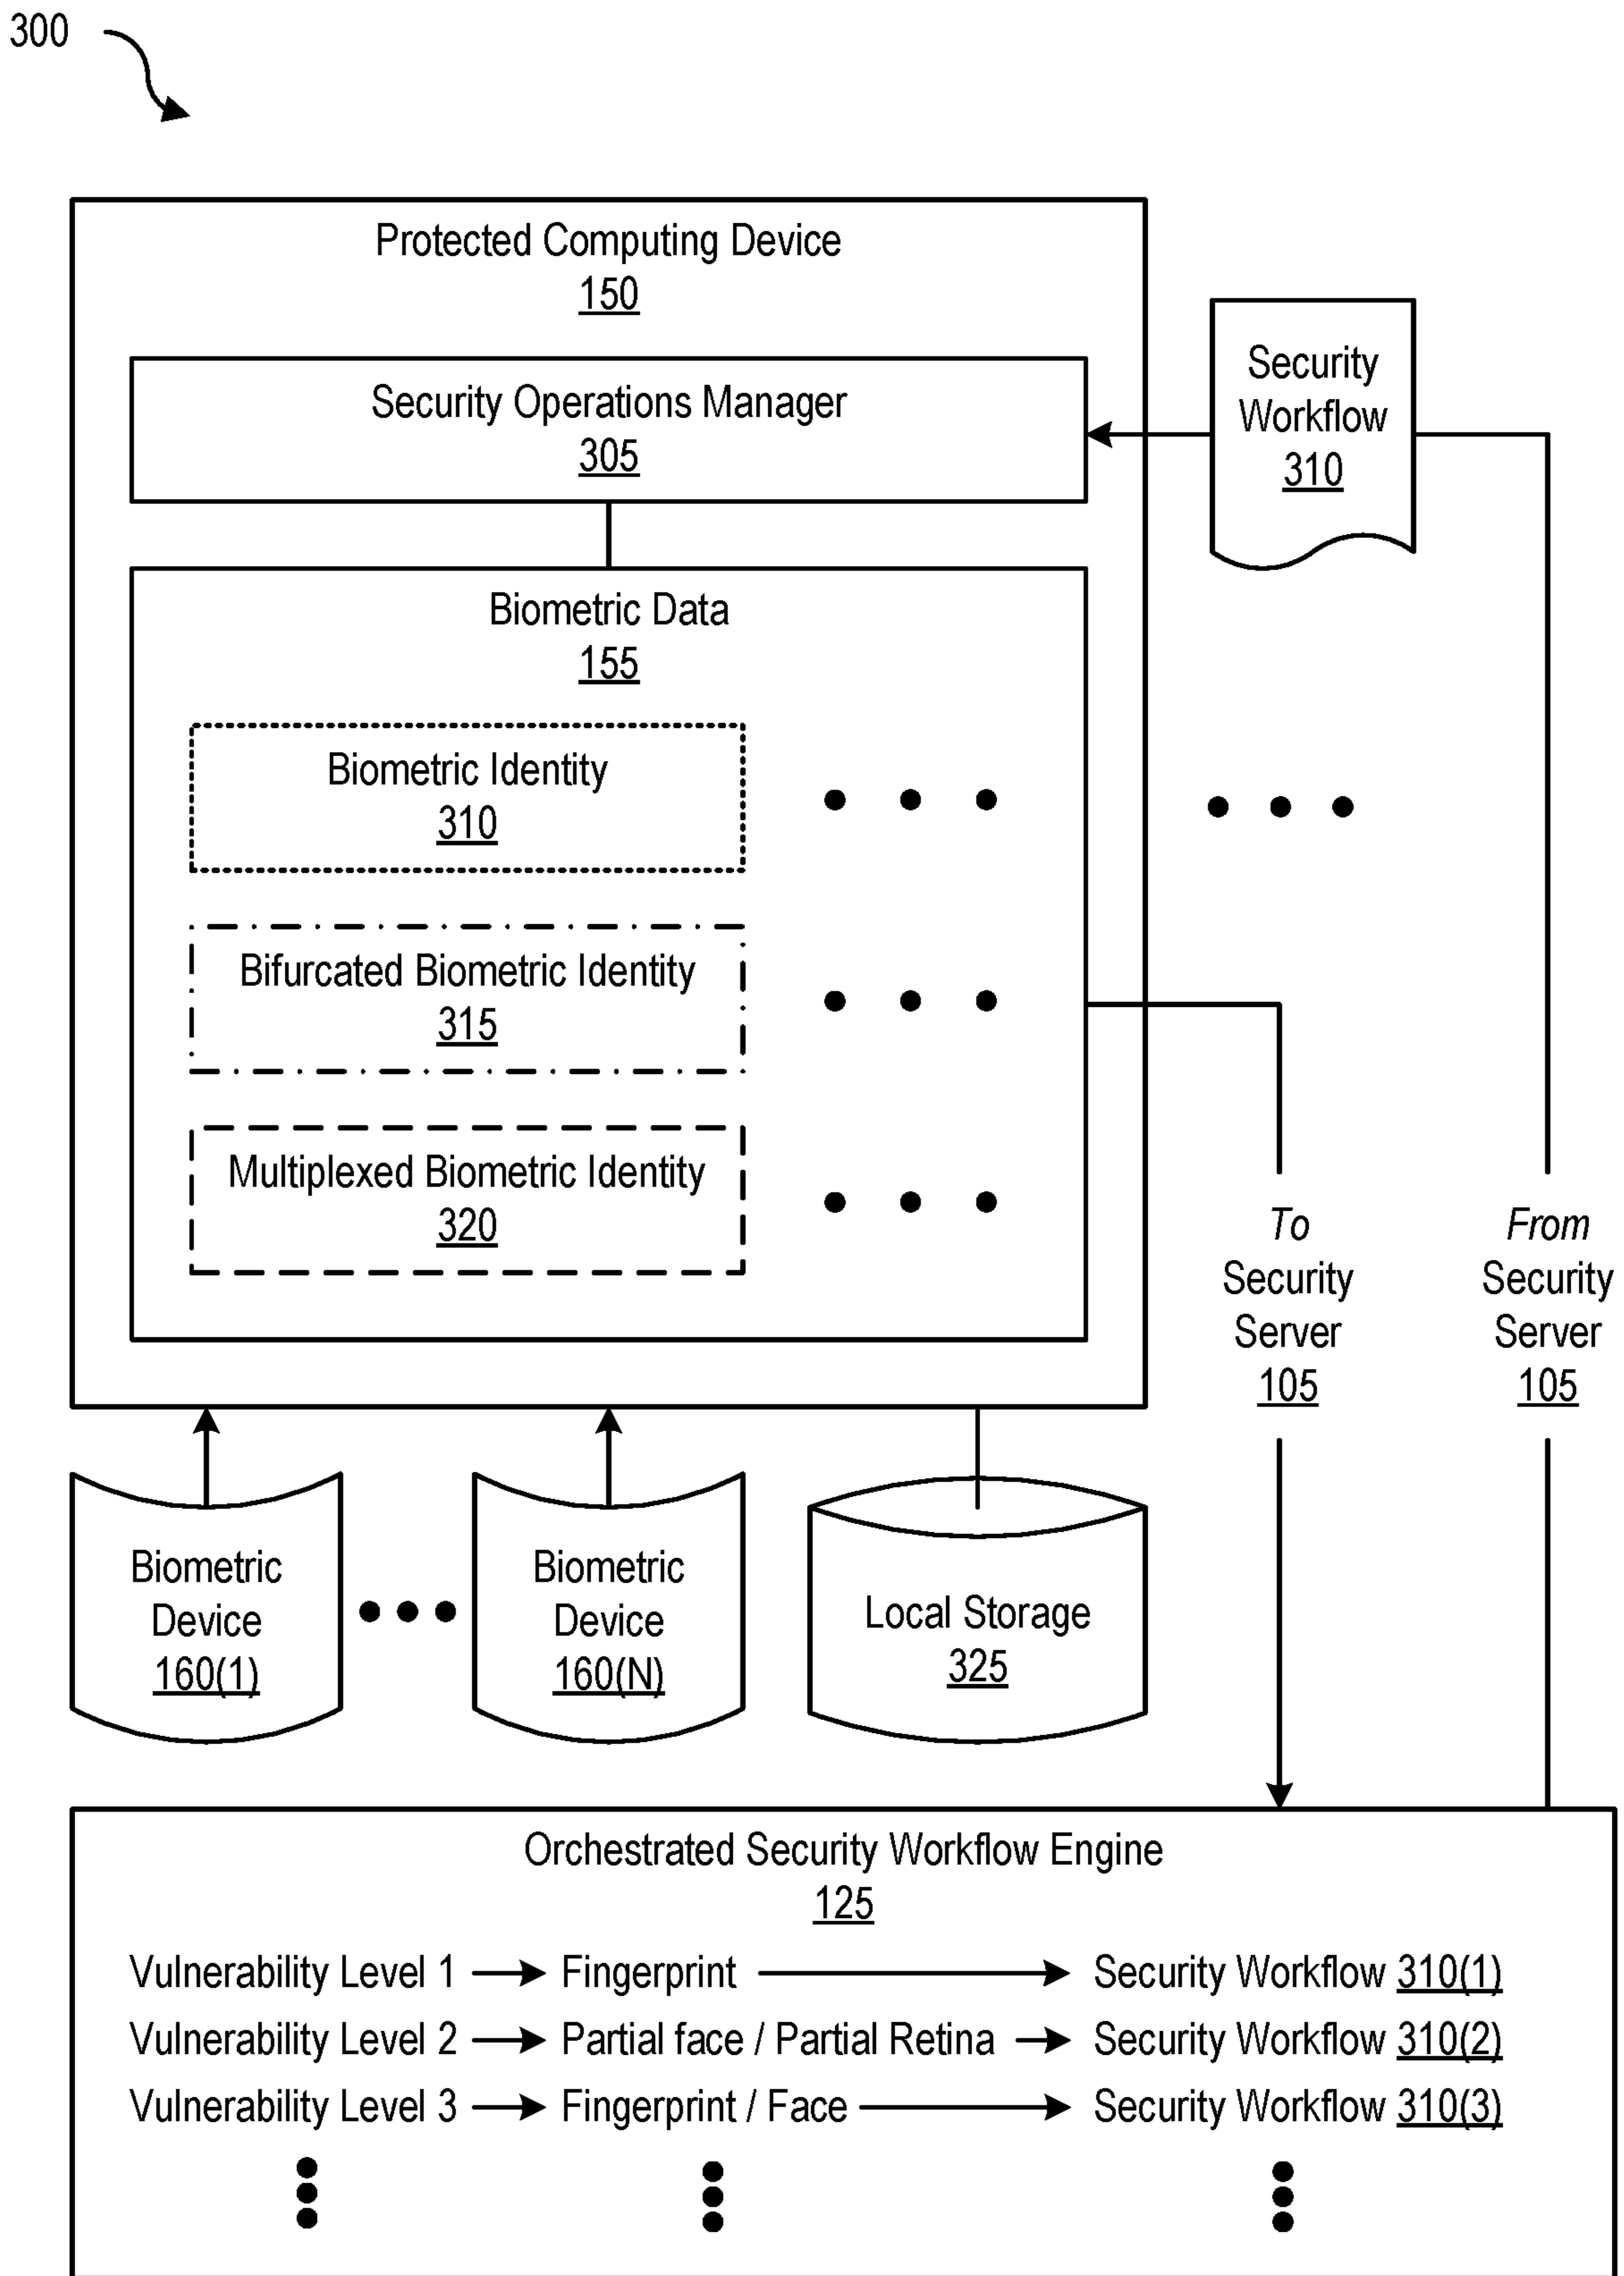 300
Protected Computing Device
150
Security Operations Manager
305
Security
Workflow
310
Biometric Data
155
Biometric Identity
310
Bifurcated Biometric Identity
315
Multiplexed Biometric Identity
320
To
Security
Server
105
From
Security
Server
105
Biometric
Device
160(1)
Biometric
Device
160(N)
Local Storage
325
Orchestrated Security Workflow Engine
125
Vulnerability Level 1 Fingerprint Security Workflow 310(1)
Vulnerability Level 2 Partial face / Partial Retina Security Workflow 310(2)
Vulnerability Level 3 Fingerprint / Face Security Workflow 310(3)